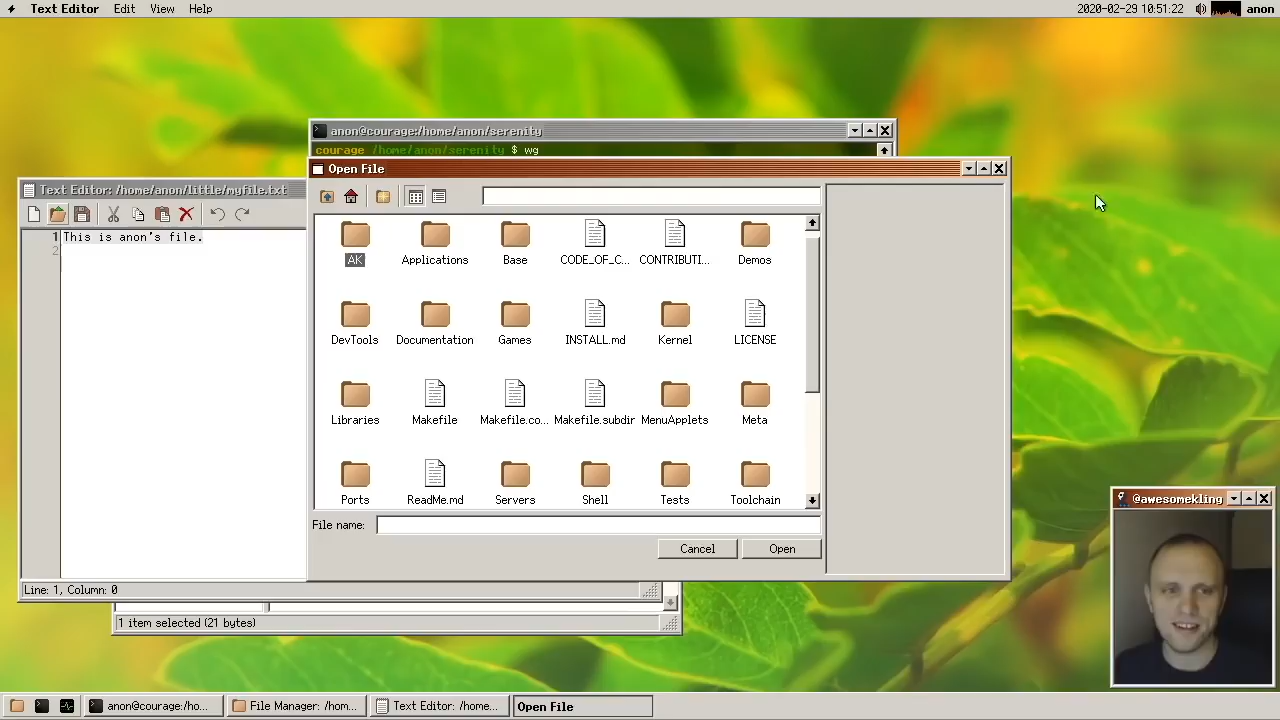 Text Editor Edit View Help 2020-02-29 10:51:22 anon
anon@courage:/home/anon/serenity
courage /home/anon/serenity $ wg
Open File
Text Editor: /home/anon/little/myfile.txt
1 This is anon's file.
2
AK Applications Base CODE_OF_C... CONTRIBUTI... Demos
DevTools Documentation Games INSTALL.md Kernel LICENSE
Libraries Makefile Makefile.co... Makefile.subdir MenuApplets Meta
Ports ReadMe.md Servers Shell Tests Toolchain
File name:
Cancel Open
Line: 1, Column: 0
1 item selected (21 bytes)
@awesomekling
anon@courage:/ho... File Manager: /hom... Text Editor: /home... Open File